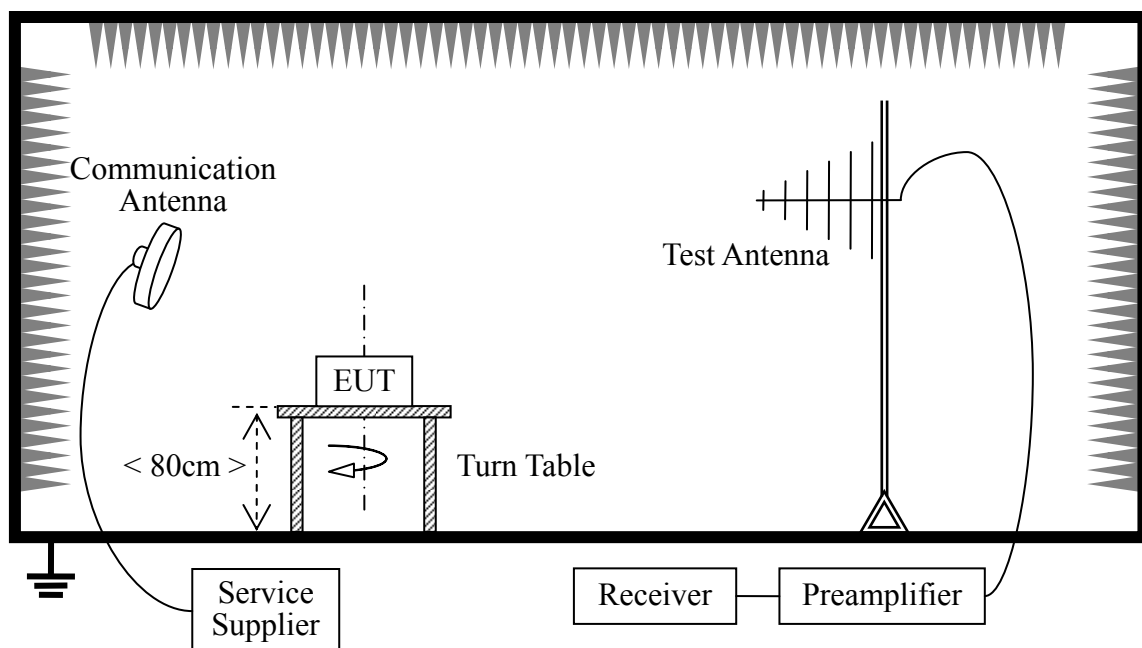 Communication
Antenna
Test Antenna
EUT
< 80cm >
Turn Table
Service
Supplier
Receiver
Preamplifier